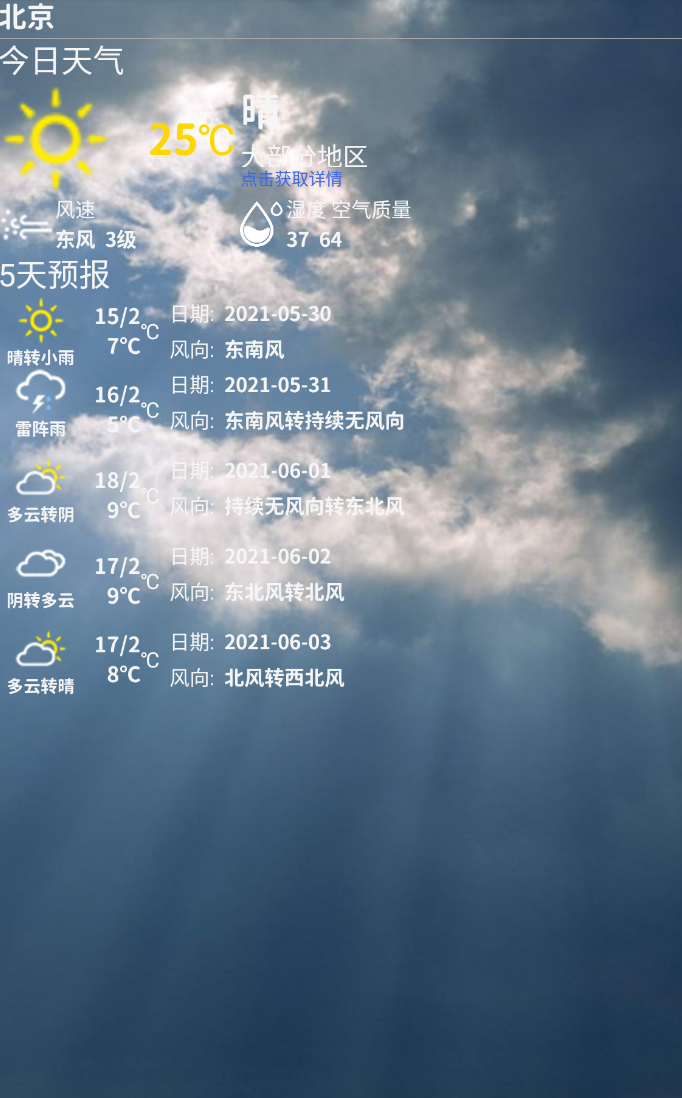 北京
今日天气
晴
25℃
大部分地区
点击获取详情
风速 湿度 空气质量
东风 3级 37 64
5天预报
15/2 日期: 2021-05-30
℃
7℃ 风向: 东南风
晴转小雨
16/2 日期: 2021-05-31
℃
5℃ 风向: 东南风转持续无风向
雷阵雨
18/2 日期: 2021-06-01
℃
9℃ 风向: 持续无风向转东北风
多云转阴
17/2 日期: 2021-06-02
℃
9℃ 风向: 东北风转北风
阴转多云
17/2 日期: 2021-06-03
℃
8℃ 风向: 北风转西北风
多云转晴